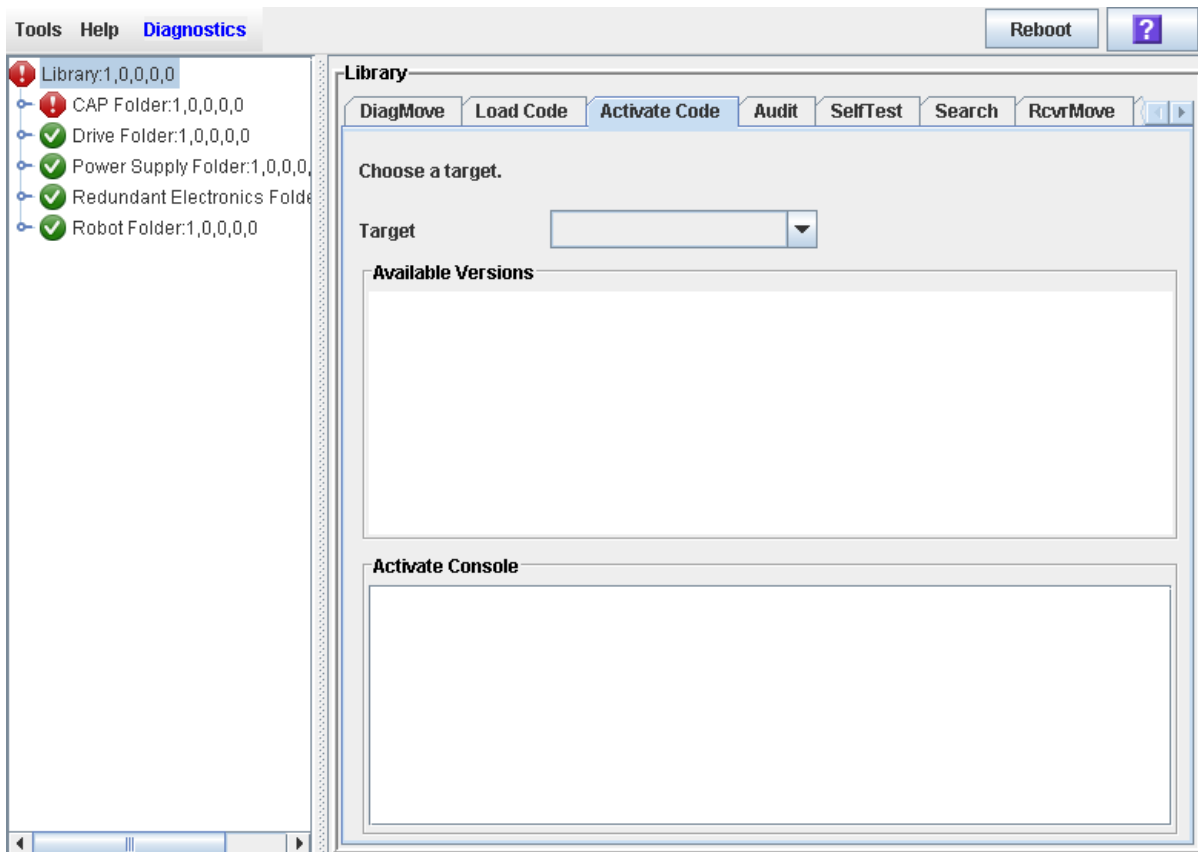 Tools Help Diagnostics Reboot ?
Library:1,0,0,0,0
CAP Folder:1,0,0,0,0
Drive Folder:1,0,0,0,0
Power Supply Folder:1,0,0,0,
Redundant Electronics Folde
Robot Folder:1,0,0,0,0
Library
DiagMove Load Code Activate Code Audit SelfTest Search RcvrMove
Choose a target.
Target
Available Versions
Activate Console